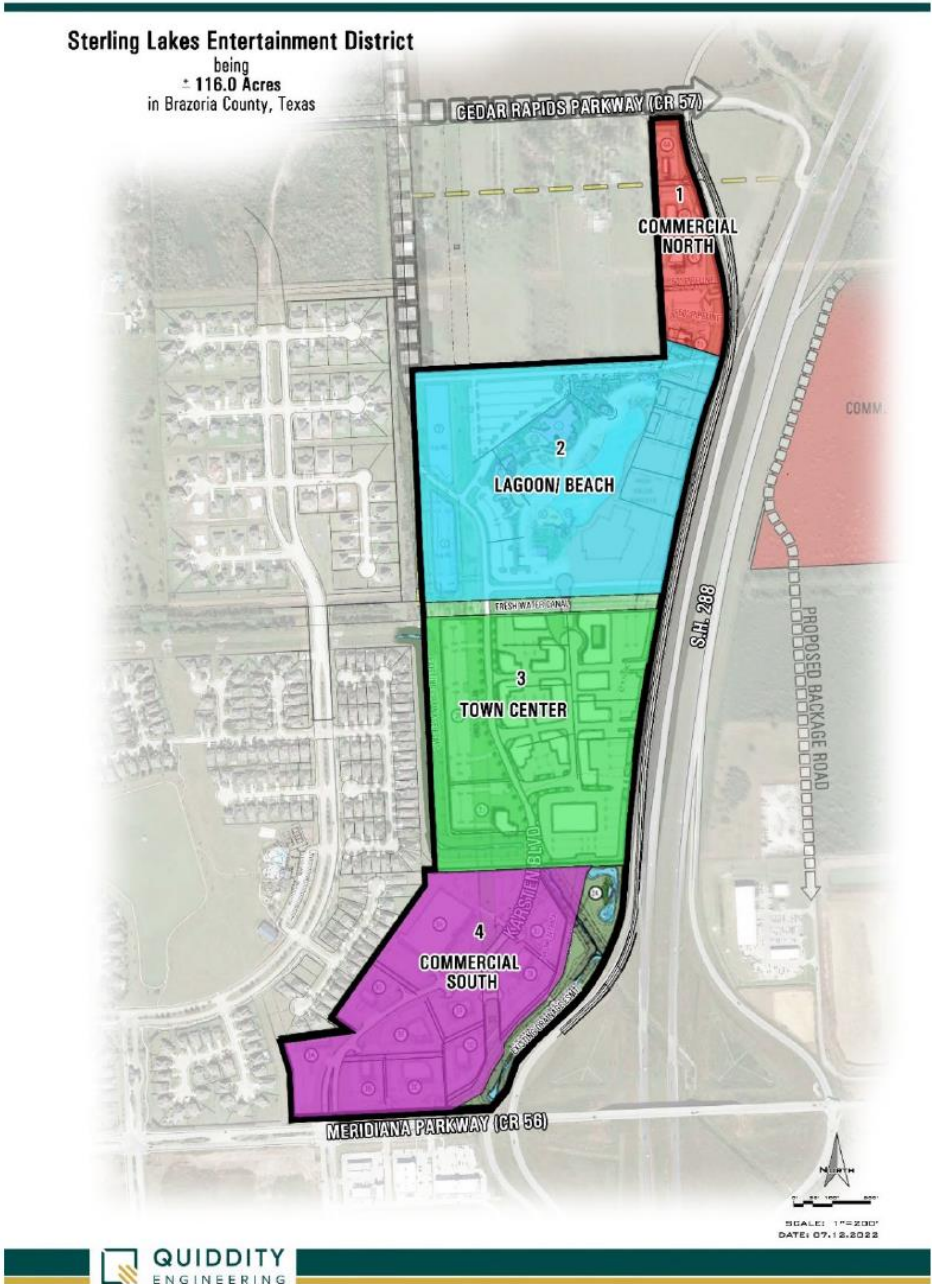 Sterling Lakes Entertainment District
being
± 116.0 Acres
in Brazoria County, Texas
CEDAR RAPIDS PARKWAY (CR 57)
1
COMMERCIAL
NORTH
COMM.
2
LAGOON/ BEACH
FRESH WATER CANAL
S.H. 288
3
TOWN CENTER
PROPOSED BACKAGE ROAD
KARSTEN BLVD.
4
COMMERCIAL
SOUTH
MERIDIANA PARKWAY (CR 56)
NORTH
SCALE: 1"=200'
DATE: 07.12.2022
QUIDDITY
ENGINEERING